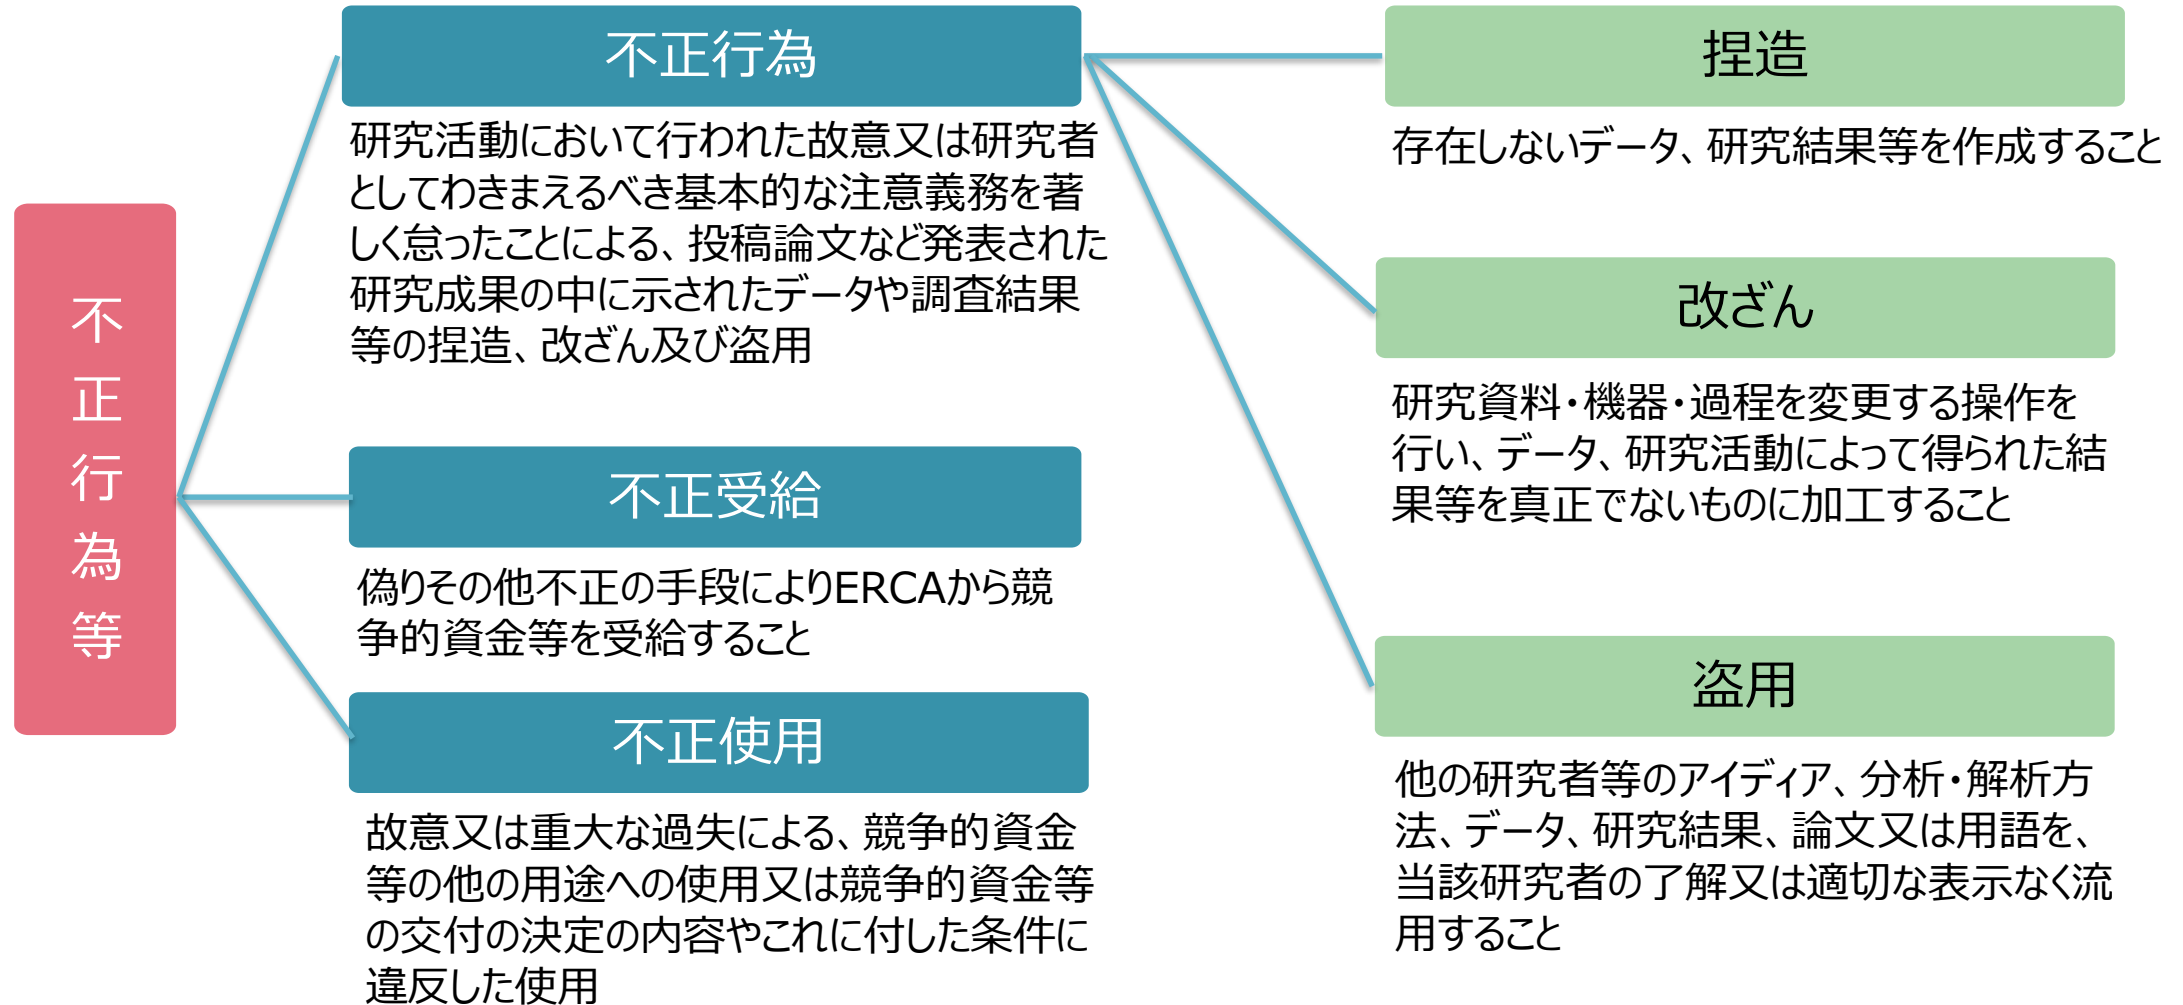 不正行為等
不正行為
研究活動において行われた故意又は研究者
としてわきまえるべき基本的な注意義務を著
しく怠ったことによる、投稿論文など発表された
研究成果の中に示されたデータや調査結果
等の捏造、改ざん及び盗用
不正受給
偽りその他不正の手段によりERCAから競
争的資金等を受給すること
不正使用
故意又は重大な過失による、競争的資金
等の他の用途への使用又は競争的資金等
の交付の決定の内容やこれに付した条件に
違反した使用
捏造
存在しないデータ、研究結果等を作成すること
改ざん
研究資料・機器・過程を変更する操作を
行い、データ、研究活動によって得られた結
果等を真正でないものに加工すること
盗用
他の研究者等のアイディア、分析・解析方
法、データ、研究結果、論文又は用語を、
当該研究者の了解又は適切な表示なく流
用すること